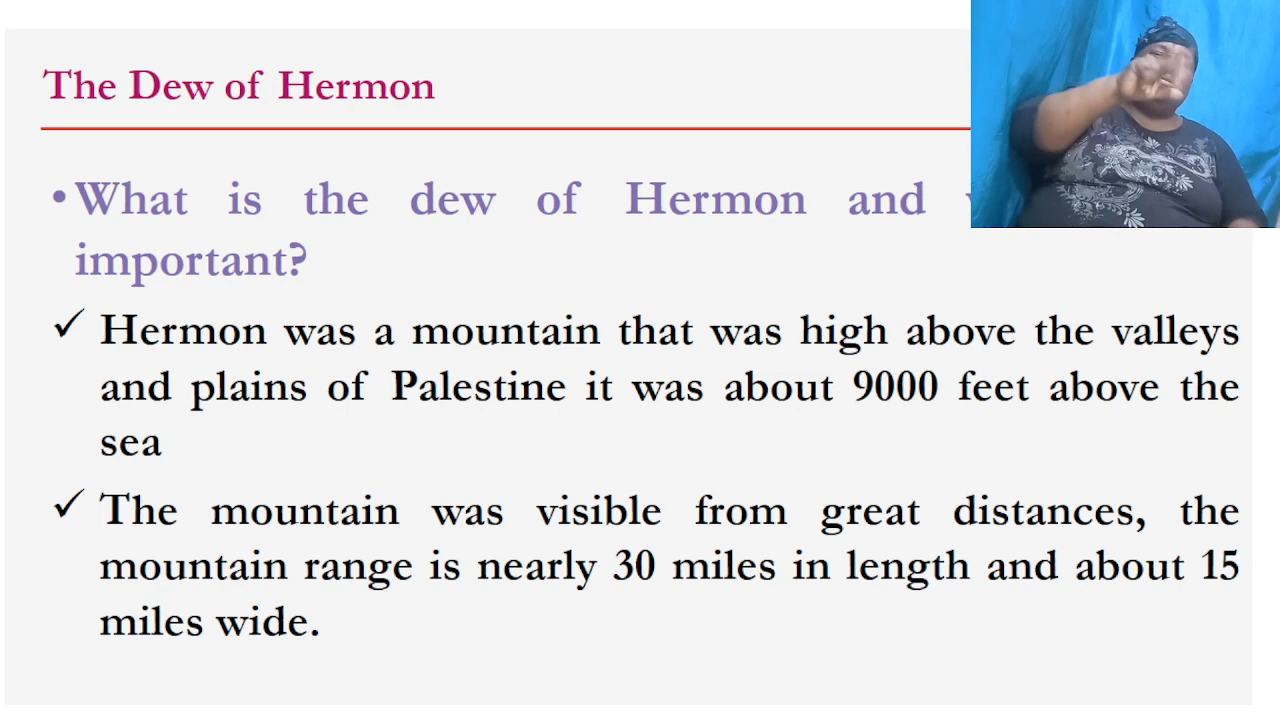 The Dew of Hermon
• What is the dew of Hermon and
important?
✓ Hermon was a mountain that was high above the valleys
and plains of Palestine it was about 9000 feet above the
sea
✓ The mountain was visible from great distances, the
mountain range is nearly 30 miles in length and about 15
miles wide.